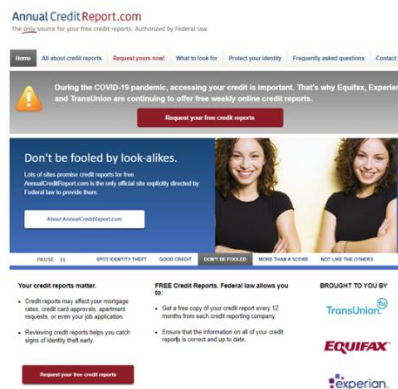 Annual CreditReport.com
The only source for your free credit reports. Authorized by Federal law.
Home All about credit reports Request yours now! What to look for Protect your identity Frequently asked questions Contact
During the COVID-19 pandemic, accessing your credit is important. That's why Equifax, Experian
and TransUnion are continuing to offer free weekly online credit reports.
Request your free credit reports
Don't be fooled by look-alikes.
Lots of sites promise credit reports for free.
AnnualCreditReport.com is the only official site explicitly directed by
Federal law to provide them.
About AnnualCreditReport.com
PAUSE SPOT IDENTITY THEFT GOOD CREDIT DON'T BE FOOLED MORE THAN A SCORE NOT LIKE THE OTHERS
Your credit reports matter.
• Credit reports may affect your mortgage
rates, credit card approvals, apartment
requests, or even your job application.
• Reviewing credit reports helps you catch
signs of identity theft early.
Request your free credit reports
FREE Credit Reports. Federal law allows you
to:
• Get a free copy of your credit report every 12
months from each credit reporting company.
• Ensure that the information on all of your credit
reports is correct and up to date.
BROUGHT TO YOU BY
TransUnion
EQUIFAX
experian.